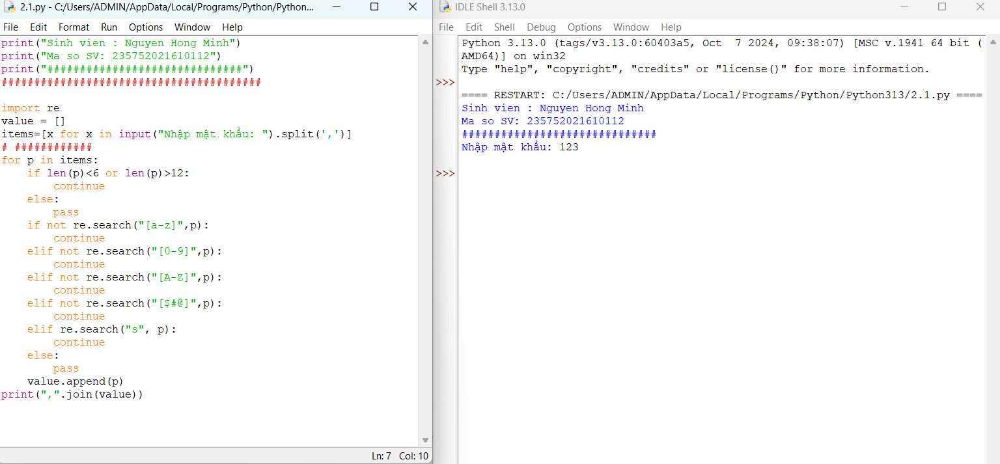 2.1.py - C:/Users/ADMIN/AppData/Local/Programs/Python/Python...
File Edit Format Run Options Window Help
print("Sinh vien : Nguyen Hong Minh")
print("Ma so SV: 235752021610112")
print("##############################")
########################################
import re
value = []
items=[x for x in input("Nhập mật khẩu: ").split(',')]
# ############
for p in items:
    if len(p)<6 or len(p)>12:
        continue
    else:
        pass
    if not re.search("[a-z]",p):
        continue
    elif not re.search("[0-9]",p):
        continue
    elif not re.search("[A-Z]",p):
        continue
    elif not re.search("[$#@]",p):
        continue
    elif re.search("s", p):
        continue
    else:
        pass
    value.append(p)
print(",".join(value))
Ln: 7 Col: 10
IDLE Shell 3.13.0
File Edit Shell Debug Options Window Help
Python 3.13.0 (tags/v3.13.0:60403a5, Oct  7 2024, 09:38:07) [MSC v.1941 64 bit (
AMD64)] on win32
Type "help", "copyright", "credits" or "license()" for more information.
>>>
==== RESTART: C:/Users/ADMIN/AppData/Local/Programs/Python/Python313/2.1.py ====
Sinh vien : Nguyen Hong Minh
Ma so SV: 235752021610112
##############################
Nhập mật khẩu: 123
>>>